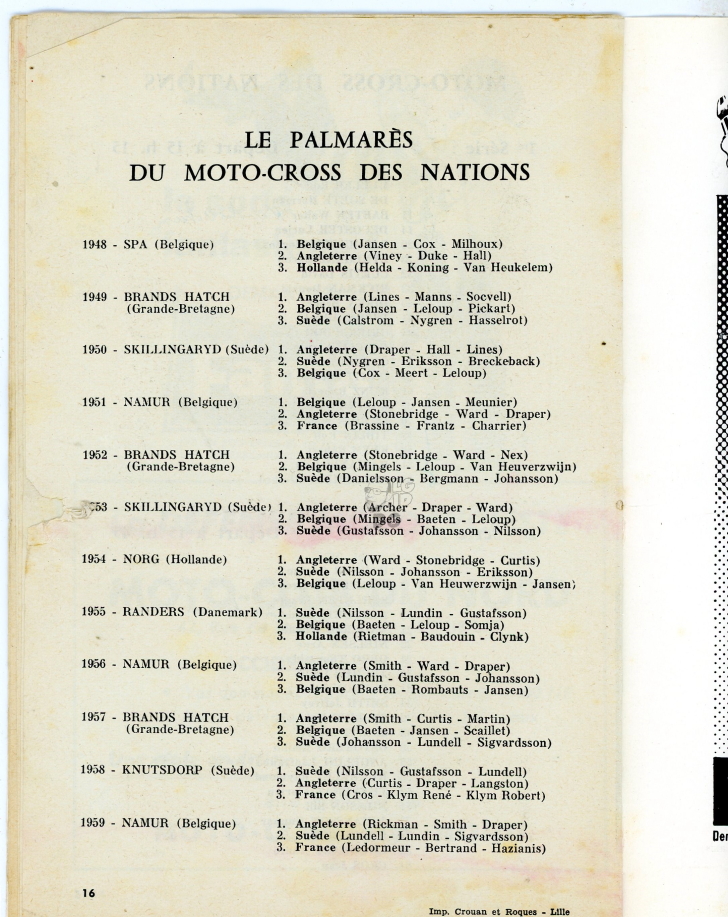 LE PALMARÈS
DU MOTO-CROSS DES NATIONS
1948 - SPA (Belgique) 1. Belgique (Jansen - Cox - Milhoux)
2. Angleterre (Viney - Duke - Hall)
3. Hollande (Helda - Koning - Van Heukelem)
1949 - BRANDS HATCH 1. Angleterre (Lines - Manns - Socvell)
(Grande-Bretagne) 2. Belgique (Jansen - Leloup - Pickart)
3. Suède (Calstrom - Nygren - Hasselrot)
1950 - SKILLINGARYD (Suède) 1. Angleterre (Draper - Hall - Lines)
2. Suède (Nygren - Eriksson - Breckeback)
3. Belgique (Cox - Meert - Leloup)
1951 - NAMUR (Belgique) 1. Belgique (Leloup - Jansen - Meunier)
2. Angleterre (Stonebridge - Ward - Draper)
3. France (Brassine - Frantz - Charrier)
1952 - BRANDS HATCH 1. Angleterre (Stonebridge - Ward - Nex)
(Grande-Bretagne) 2. Belgique (Mingels - Leloup - Van Heuverzwijn)
3. Suède (Danielsson - Bergmann - Johansson)
53 - SKILLINGARYD (Suède) 1. Angleterre (Archer - Draper - Ward)
2. Belgique (Mingels - Baeten - Leloup)
3. Suède (Gustafsson - Johansson - Nilsson)
1954 - NORG (Hollande) 1. Angleterre (Ward - Stonebridge - Curtis)
2. Suède (Nilsson - Johansson - Eriksson)
3. Belgique (Leloup - Van Heuwerzwijn - Jansen)
1955 - RANDERS (Danemark) 1. Suède (Nilsson - Lundin - Gustafsson)
2. Belgique (Baeten - Leloup - Somja)
3. Hollande (Rietman - Baudouin - Clynk)
1956 - NAMUR (Belgique) 1. Angleterre (Smith - Ward - Draper)
2. Suède (Lundin - Gustafsson - Johansson)
3. Belgique (Baeten - Rombauts - Jansen)
1957 - BRANDS HATCH 1. Angleterre (Smith - Curtis - Martin)
(Grande-Bretagne) 2. Belgique (Baeten - Jansen - Scaillet)
3. Suède (Johansson - Lundell - Sigvardsson)
1958 - KNUTSDORP (Suède) 1. Suède (Nilsson - Gustafsson - Lundell)
2. Angleterre (Curtis - Draper - Langston)
3. France (Cros - Klym René - Klym Robert)
1959 - NAMUR (Belgique) 1. Angleterre (Rickman - Smith - Draper)
2. Suède (Lundell - Lundin - Sigvardsson)
3. France (Ledormeur - Bertrand - Hazianis)
16
Imp. Crouan et Roques - Lille